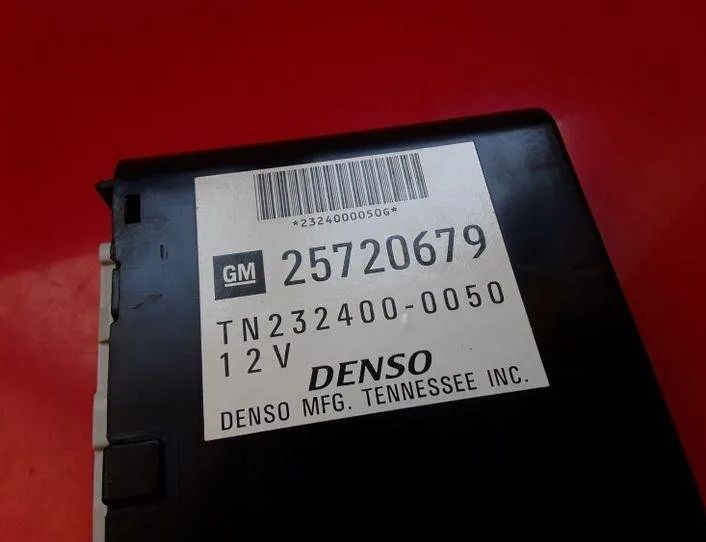 *2324000050G*
GM 25720679
TN232400-0050
12V
DENSO
DENSO MFG. TENNESSEE INC.